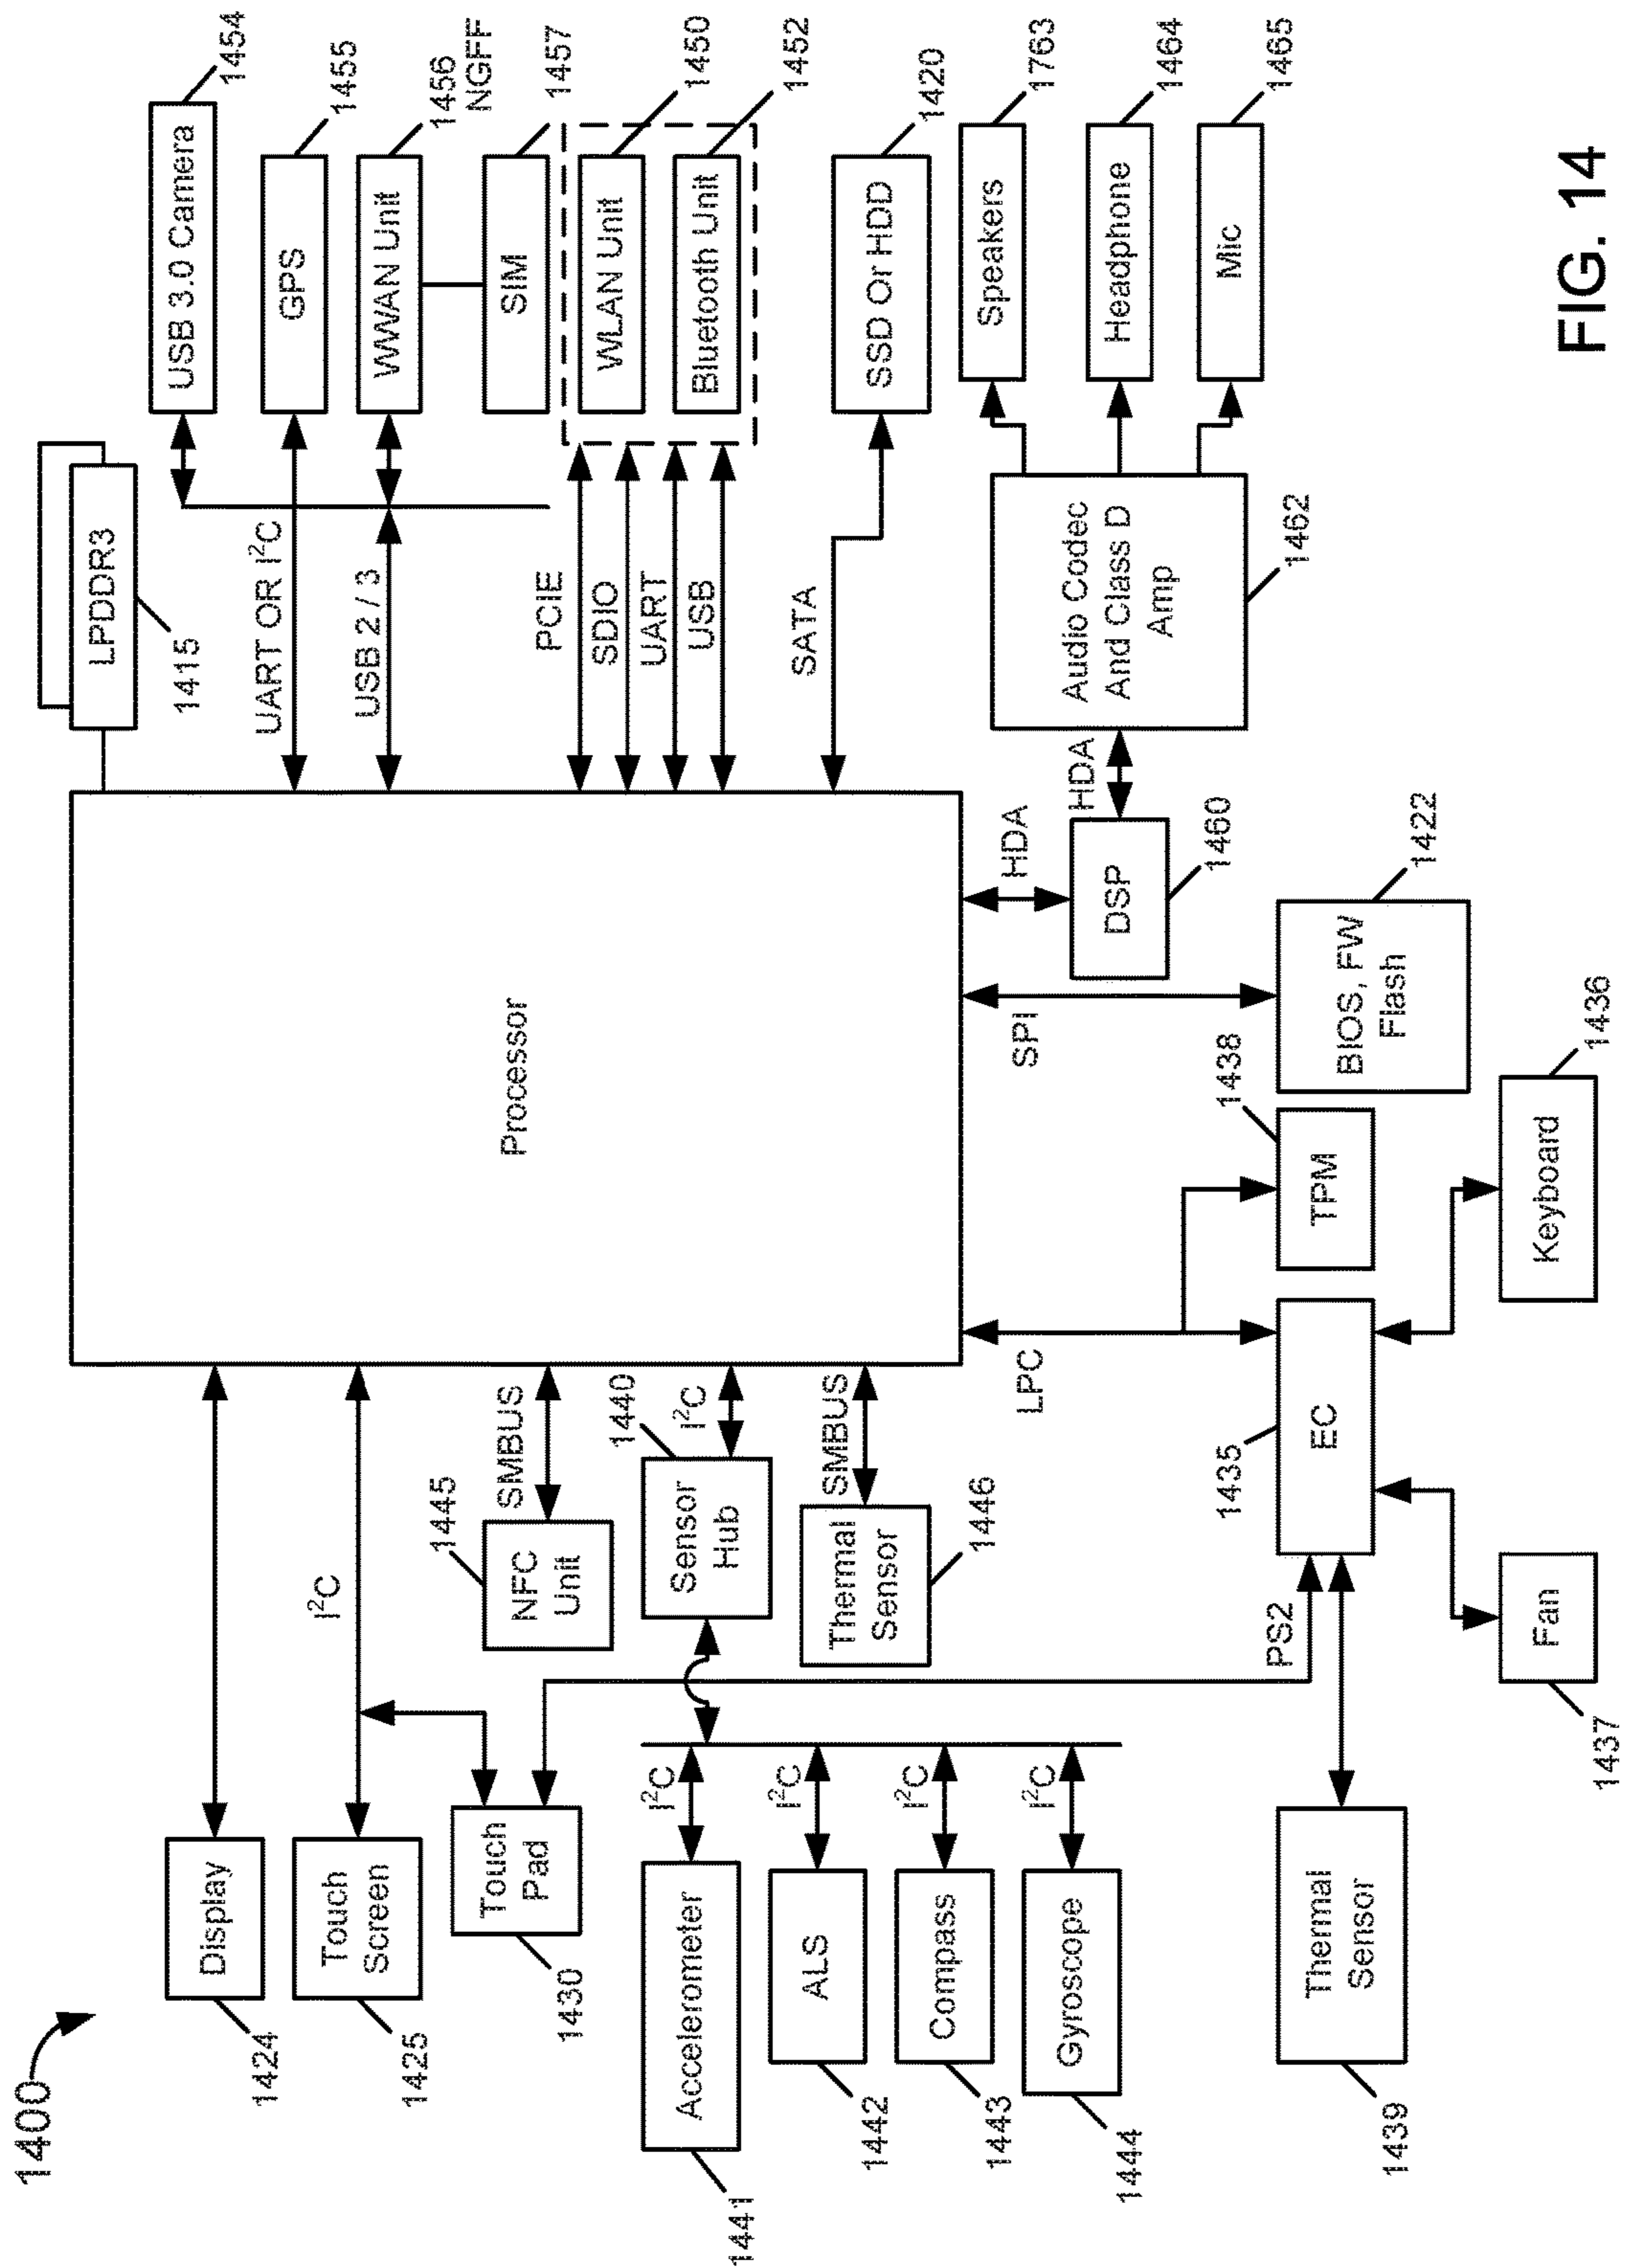 1400
LPDDR3
1415
USB 3.0 Camera
1454
Display
1424
UART OR I²C
GPS
1455
I²C
Touch
Screen
1425
USB 2 / 3
WWAN Unit
1456
NGFF
SIM
1457
Touch
Pad
1430
SMBUS
NFC
Unit
1445
Processor
PCIE
SDIO
UART
USB
WLAN Unit
1450
Bluetooth Unit
1452
1440
I²C
Sensor
Hub
I²C
Accelerometer
1441
SMBUS
Thermal
Sensor
1446
I²C
ALS
1442
SATA
SSD Or HDD
1420
I²C
Compass
1443
I²C
Gyroscope
1444
Speakers
1763
Headphone
1464
Mic
1465
Audio Codec
And Class D
Amp
1462
HDA
HDA
DSP
1460
SPI
BIOS, FW
Flash
1422
LPC
TPM
1438
1435
EC
PS2
Keyboard
1436
Fan
1437
Thermal
Sensor
1439
FIG. 14